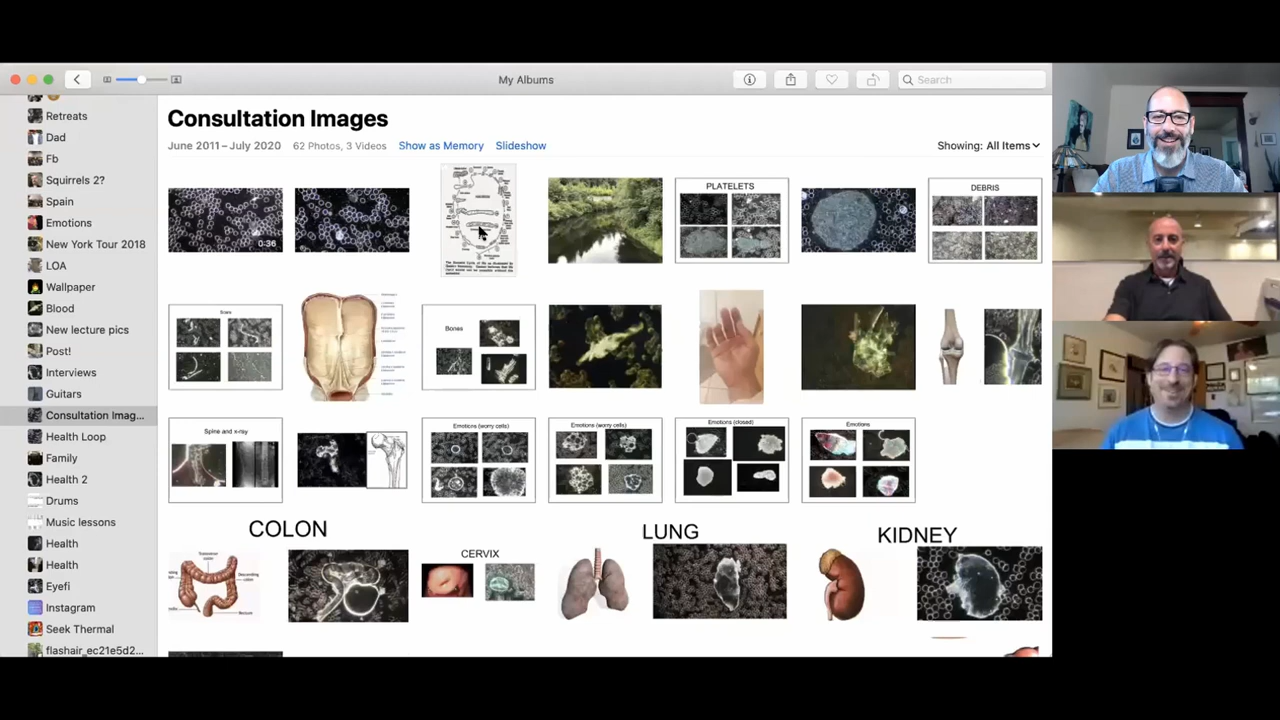 My Albums
Search
Retreats
Dad
Fb
Squirrels 2?
Spain
Emotions
New York Tour 2018
LOA
Wallpaper
Blood
New lecture pics
Post!
Interviews
Guitars
Consultation Imag...
Health Loop
Family
Health 2
Drums
Music lessons
Health
Health
Eyefi
Instagram
Seek Thermal
flashair_ec21e5d2...
Consultation Images
June 2011 – July 2020 62 Photos, 3 Videos Show as Memory Slideshow
Showing: All Items
0:36
PLATELETS
DEBRIS
Bones
Spine and x-ray
Emotions (worry cells)
Emotions (worry cells)
Emotions (closed)
Emotions
COLON
CERVIX
LUNG
KIDNEY